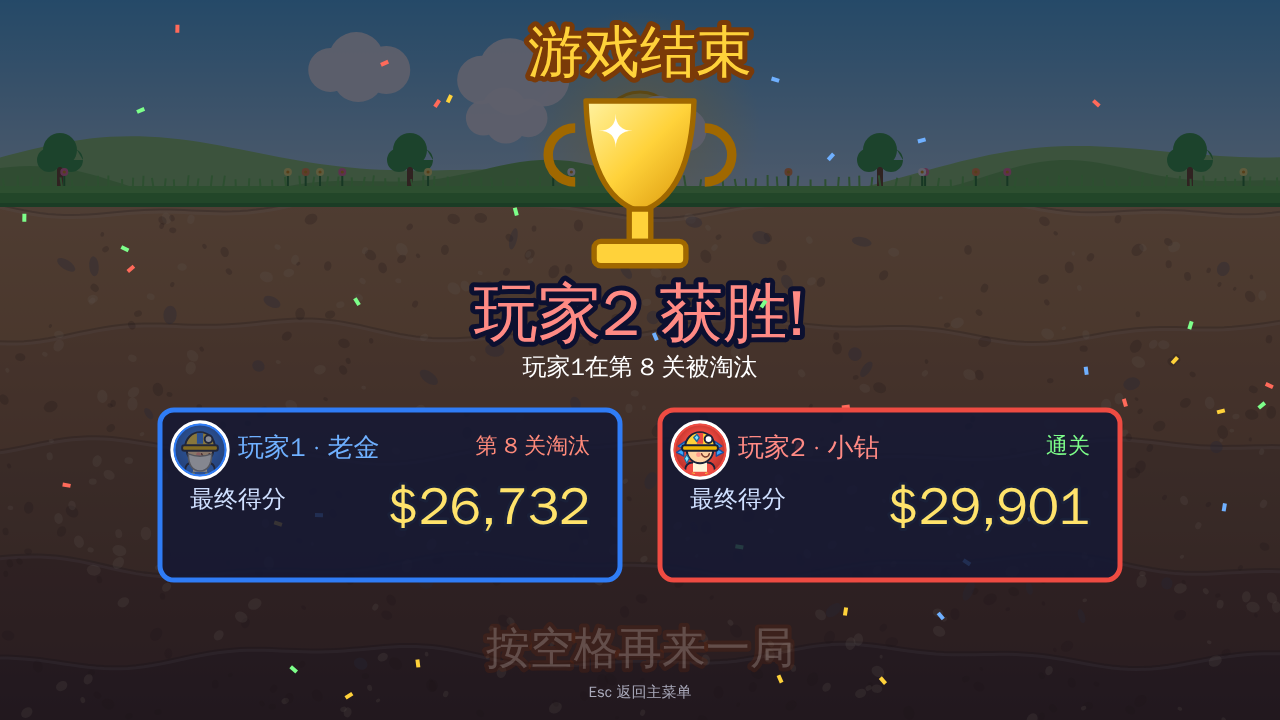 游戏结束
玩家2 获胜!
玩家1在第 8 关被淘汰
玩家1 · 老金
第 8 关淘汰
最终得分
$26,732
玩家2 · 小钻
通关
最终得分
$29,901
按空格再来一局
Esc 返回主菜单